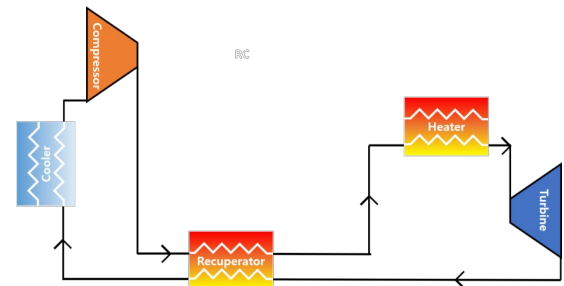 Compressor
RC
Heater
Cooler
Turbine
Recuperator